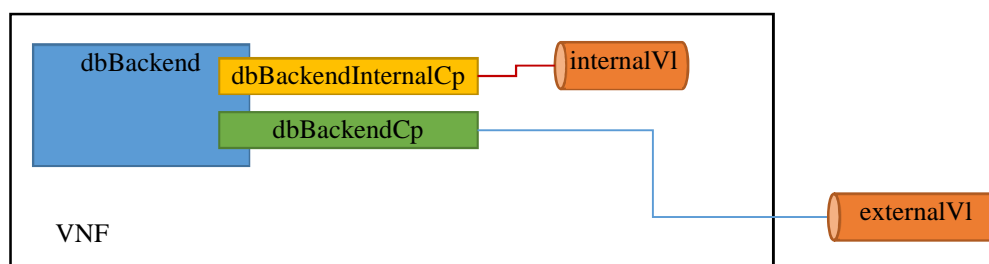 dbBackend
dbBackendInternalCp
internalVl
dbBackendCp
externalVl
VNF